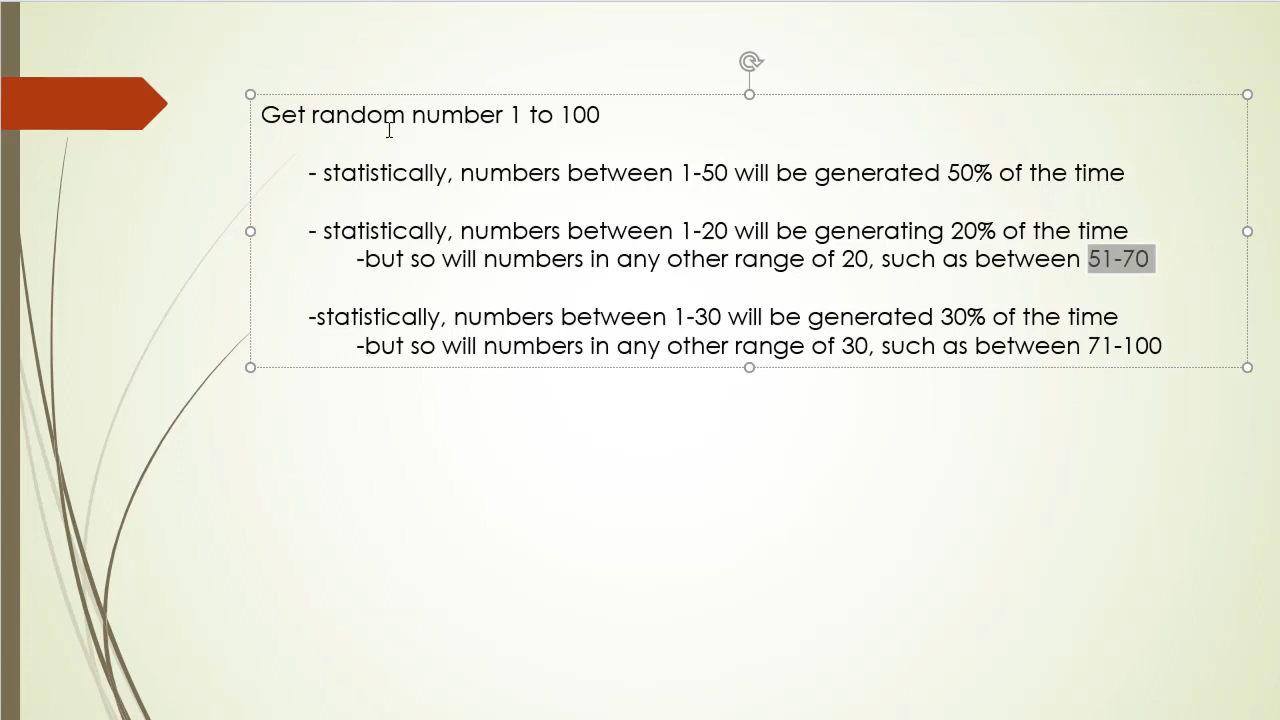 Get random number 1 to 100
- statistically, numbers between 1-50 will be generated 50% of the time
- statistically, numbers between 1-20 will be generating 20% of the time
-but so will numbers in any other range of 20, such as between 51-70
-statistically, numbers between 1-30 will be generated 30% of the time
-but so will numbers in any other range of 30, such as between 71-100